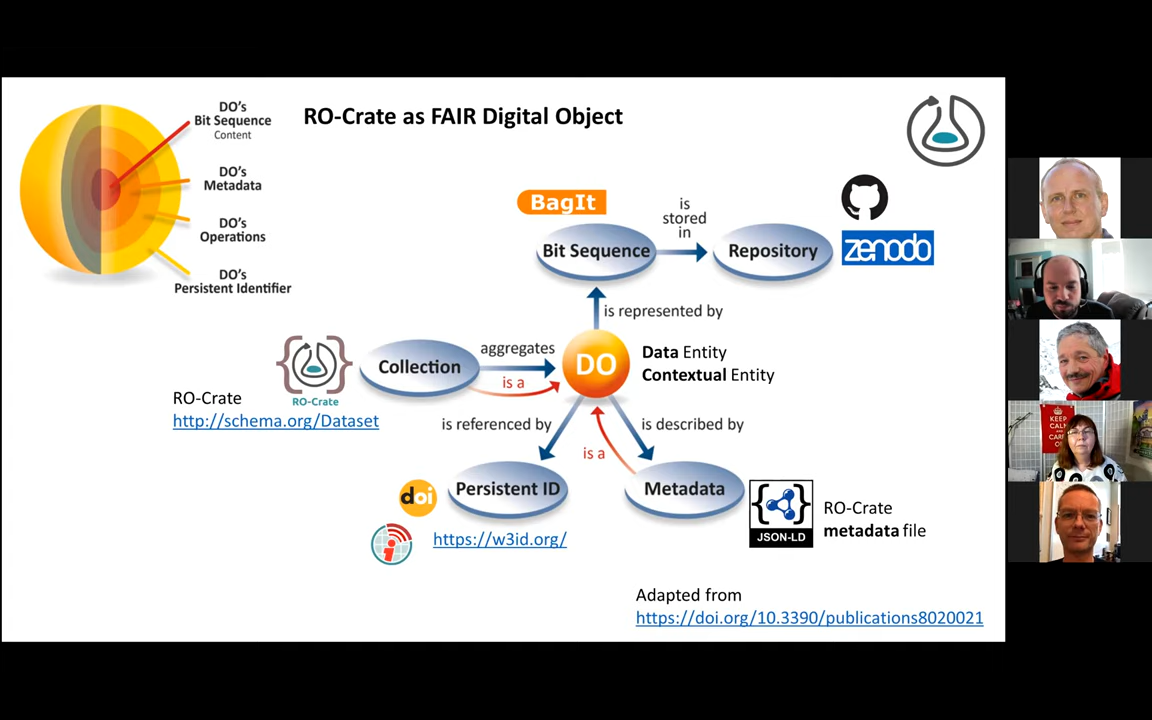 RO-Crate as FAIR Digital Object
DO's
Bit Sequence
Content
DO's
Metadata
DO's
Operations
DO's
Persistent Identifier
BagIt
Bit Sequence
is
stored
in
Repository
zenodo
is represented by
RO-Crate
RO-Crate
http://schema.org/Dataset
Collection
aggregates
is a
DO
Data Entity
Contextual Entity
is referenced by
is described by
is a
doi
i
Persistent ID
https://w3id.org/
Metadata
{ }
JSON-LD
RO-Crate
metadata file
Adapted from
https://doi.org/10.3390/publications8020021
KEEP
CALM
AND